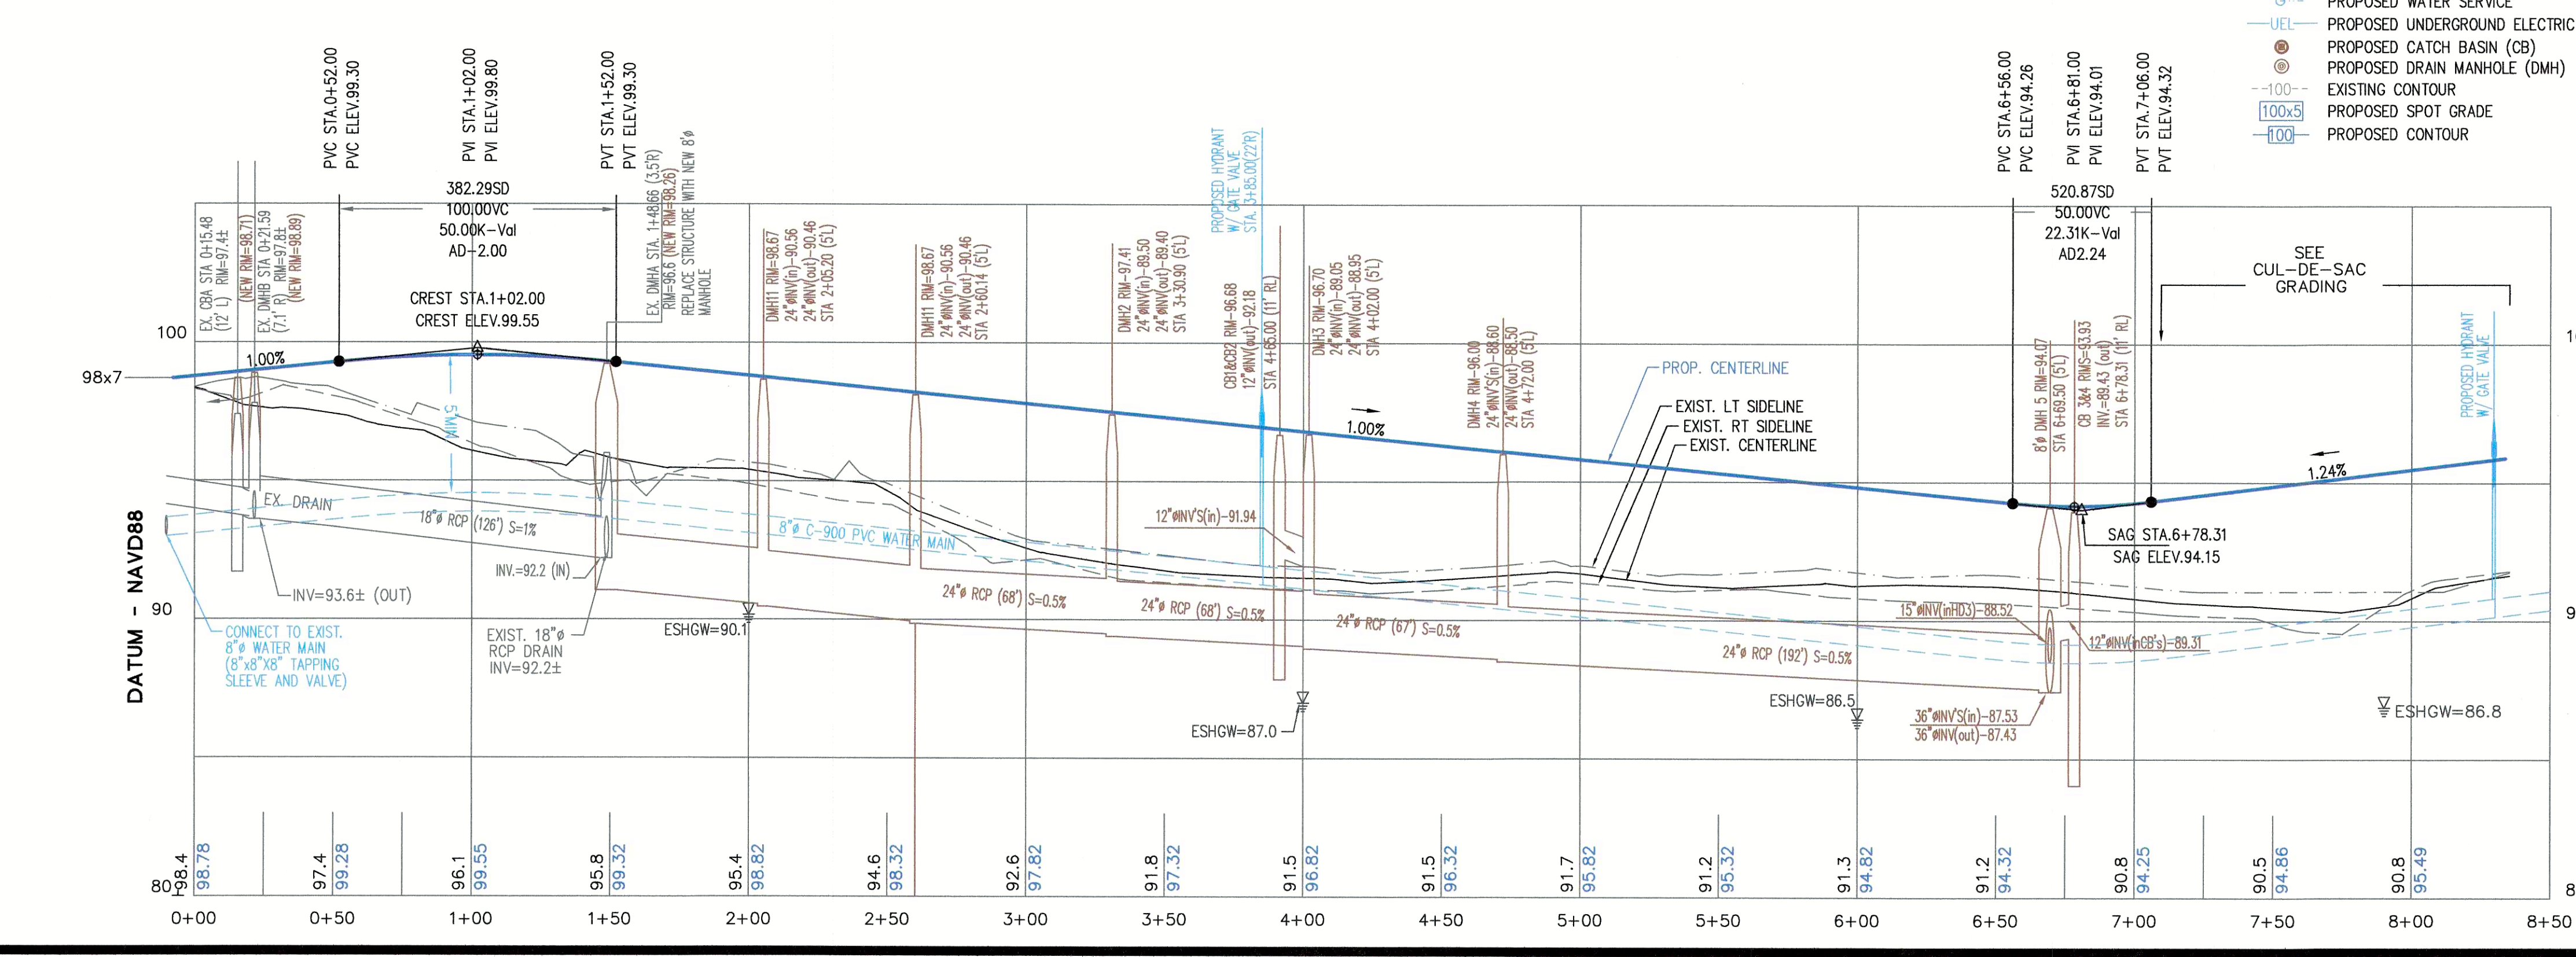 PROPOSED WATER SERVICE
UEL PROPOSED UNDERGROUND ELECTRIC
PROPOSED CATCH BASIN (CB)
PROPOSED DRAIN MANHOLE (DMH)
--100-- EXISTING CONTOUR
100x5 PROPOSED SPOT GRADE
100 PROPOSED CONTOUR
PVC STA.0+52.00
PVC ELEV.99.30
PVI STA.1+02.00
PVI ELEV.99.80
PVT STA.1+52.00
PVT ELEV.99.30
382.29SD
100.00VC
50.00K-Val
AD-2.00
CREST STA.1+02.00
CREST ELEV.99.55
EX. CBA STA 0+15.48
(12' L) RIM=97.4±
(NEW RIM=98.71)
EX. DMHB STA 0+21.59
(7.1' R) RIM=97.8±
(NEW RIM=98.89)
EX. DMHA STA. 1+48.66 (3.5'R)
RIM=96.6 (NEW RIM=98.26)
REPLACE STRUCTURE WITH NEW 8'ø
MANHOLE
DMH11 RIM=98.67
24"øINV(in)-90.56
24"øINV(out)-90.46
STA 2+05.20 (5'L)
DMH11 RIM=98.67
24"øINV(in)-90.56
24"øINV(out)-90.46
STA 2+60.14 (5'L)
DMH2 RIM-97.41
24"øINV(in)-89.50
24"øINV(out)-89.40
STA 3+30.90 (5'L)
PROPOSED HYDRANT
W/ GATE VALVE
STA. 3+85.00(22'R)
CB1&CB2 RIM-96.68
12"øINV(out)-92.18
STA 4+65.00 (11' RL)
DMH3 RIM-96.70
24"øINV(in)-89.05
24"øINV(out)-88.95
STA 4+02.00 (5'L)
DMH4 RIM-96.00
24"øINV'S(in)-88.60
24"øINV(out)-88.50
STA 4+72.00 (5'L)
PVC STA.6+56.00
PVC ELEV.94.26
PVI STA.6+81.00
PVI ELEV.94.01
PVT STA.7+06.00
PVT ELEV.94.32
520.87SD
50.00VC
22.31K-Val
AD2.24
SEE
CUL-DE-SAC
GRADING
8'ø DMH 5 RIM=94.07
STA 6+69.50 (5'L)
CB 3&4 RIMS=93.93
INV.=89.43 (out)
STA 6+78.31 (11' RL)
PROPOSED HYDRANT
W/ GATE VALVE
100
98x7
1.00%
5'MIN
PROP. CENTERLINE
EXIST. LT SIDELINE
EXIST. RT SIDELINE
EXIST. CENTERLINE
1.00%
1.24%
EX. DRAIN
18"ø RCP (126') S=1%
8"ø C-900 PVC WATER MAIN
12"øINV'S(in)-91.94
SAG STA.6+78.31
SAG ELEV.94.15
INV.=92.2 (IN)
INV=93.6± (OUT)
DATUM - NAVD88
90
24"ø RCP (68') S=0.5%
24"ø RCP (68') S=0.5%
24"ø RCP (67') S=0.5%
24"ø RCP (192') S=0.5%
15"øINV(inHD3)-88.52
12"øINV(inCB's)-89.31
CONNECT TO EXIST.
8"ø WATER MAIN
(8"x8"X8" TAPPING
SLEEVE AND VALVE)
EXIST. 18"ø
RCP DRAIN
INV=92.2±
ESHGW=90.1
ESHGW=87.0
ESHGW=86.5
36"øINV'S(in)-87.53
36"øINV(out)-87.43
ESHGW=86.8
80
98.4 97.4 96.1 95.8 95.4 94.6 92.6 91.8 91.5 91.5 91.7 91.2 91.3 91.2 90.8 90.5 90.8
98.78 99.28 99.55 99.32 98.82 98.32 97.82 97.32 96.82 96.32 95.82 95.32 94.82 94.32 94.25 94.86 95.49
0+00 0+50 1+00 1+50 2+00 2+50 3+00 3+50 4+00 4+50 5+00 5+50 6+00 6+50 7+00 7+50 8+00 8+50